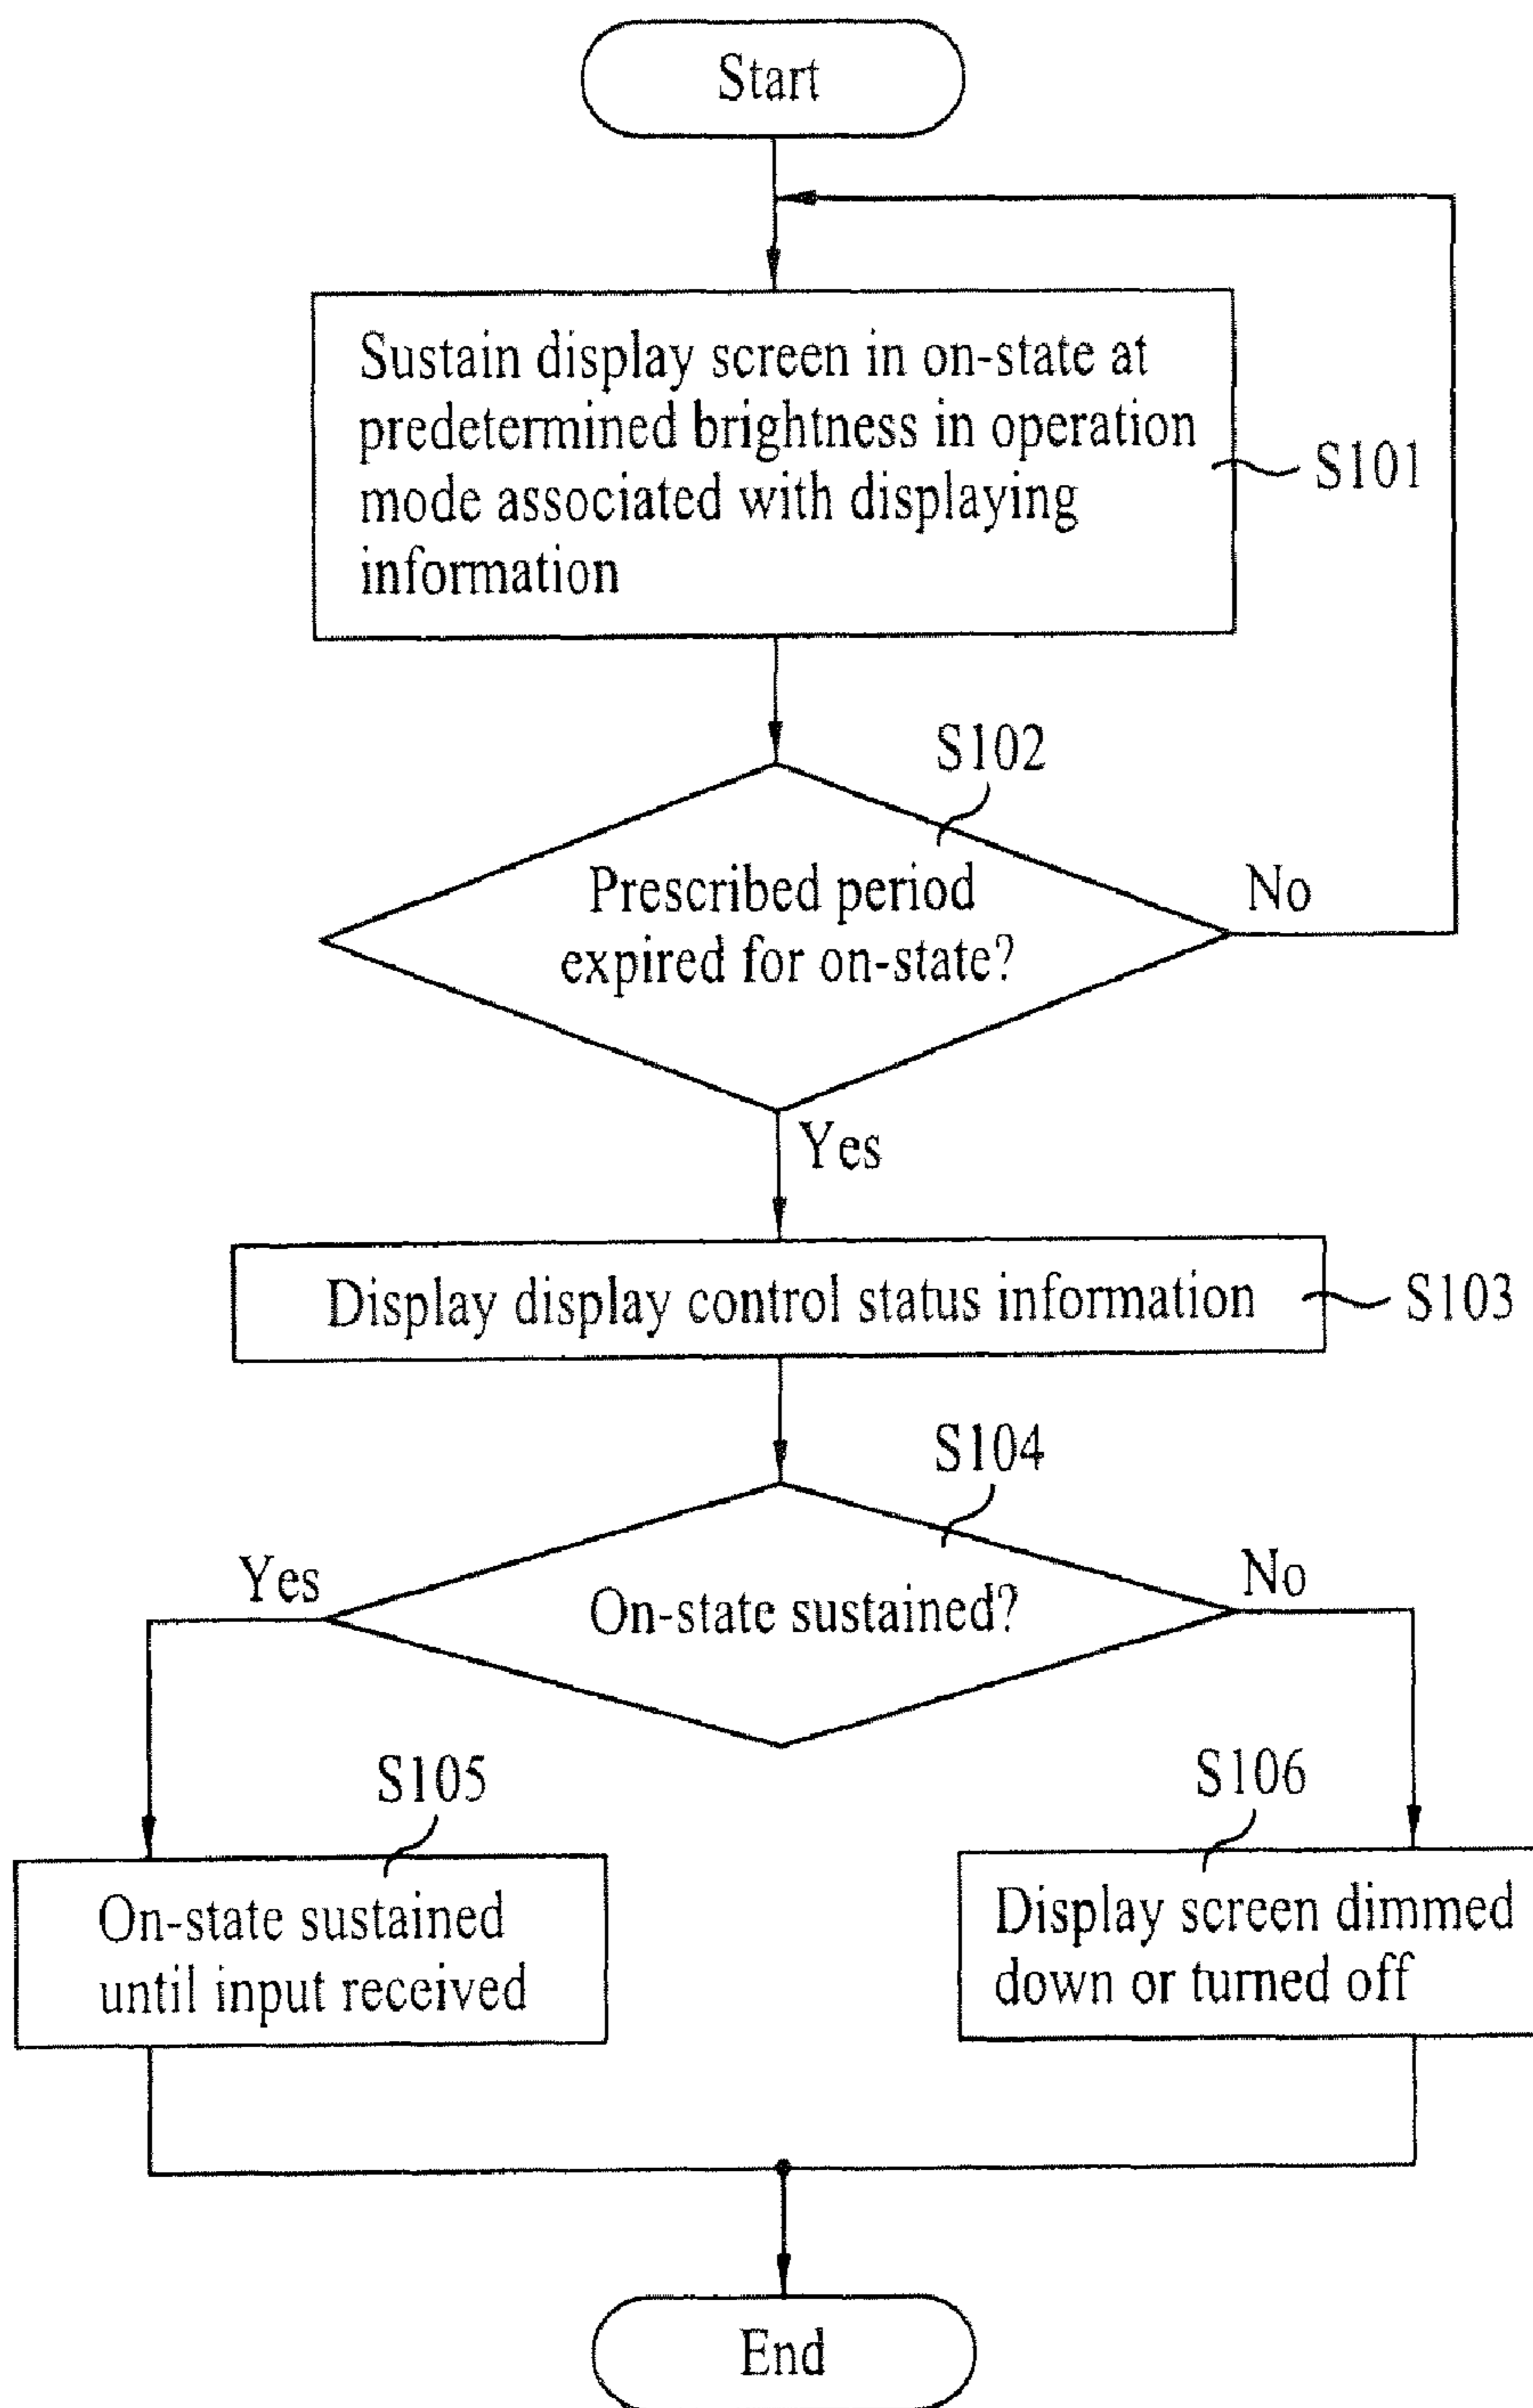 Start
Sustain display screen in on-state at
predetermined brightness in operation
mode associated with displaying
information
S101
S102
Prescribed period
expired for on-state?
No
Yes
Display display control status information
S103
S104
Yes
On-state sustained?
No
S105
On-state sustained
until input received
S106
Display screen dimmed
down or turned off
End